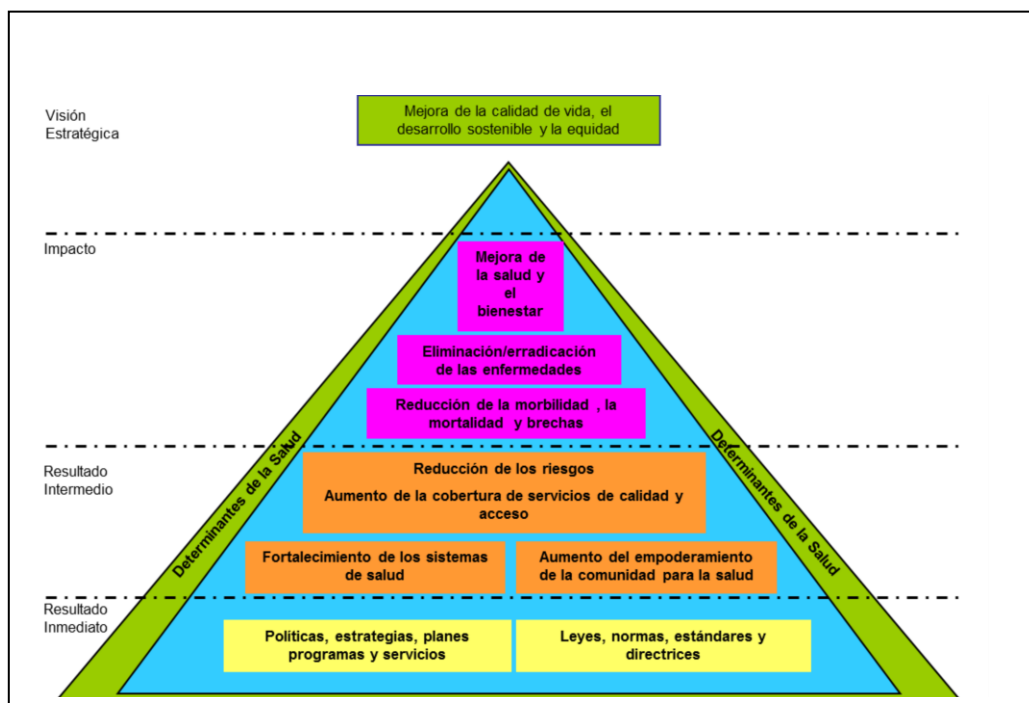 Visión
Estratégica
Mejora de la calidad de vida, el
desarrollo sostenible y la equidad
Impacto
Mejora de
la salud y
el
bienestar
Eliminación/erradicación
de las enfermedades
Reducción de la morbilidad , la
mortalidad y brechas
Determinantes de la Salud
Determinantes de la Salud
Resultado
Intermedio
Reducción de los riesgos
Aumento de la cobertura de servicios de calidad y
acceso
Fortalecimiento de los sistemas
de salud
Aumento del empoderamiento
de la comunidad para la salud
Resultado
Inmediato
Políticas, estrategias, planes
programas y servicios
Leyes, normas, estándares y
directrices